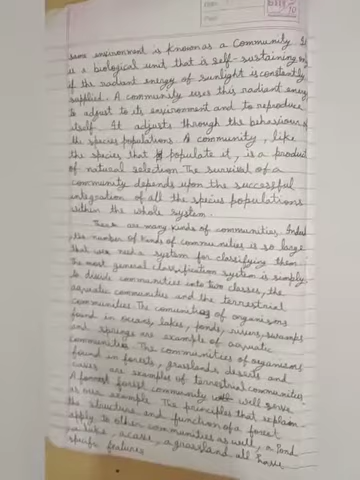 same environment is known as a Community. It
is a biological unit that is self-sustaining
if the radiant energy of sunlight is constantly
supplied. A community uses this radiant energy
to adjust to its environment and to reproduce
itself. It adjusts through the behaviour of
the species populations. A community, like
the species that populate it, is a product
of natural selection. The survival of a
community depends upon the successful
integration of all the species populations
within the whole system.
There are many kinds of communities. Indeed
, the number of kinds of communities is so large
that we need a system for classifying them.
The most general classification system is simply
to divide communities into two classes, the
aquatic communities and the terrestrial
communities. The comunities of organisms
found in oceans, lakes, ponds, rivers, swamps
and springs are example of aquatic
communities. The communities of organisms
found in forests, grasslands deserts and
caves are examples of terrestrial communities.
A forest community will serve
as our example. The principles that explain
the structure and function of a forest
apply to other communities as well, a Pond
, a lake, a cave, a grassland all have
specific features